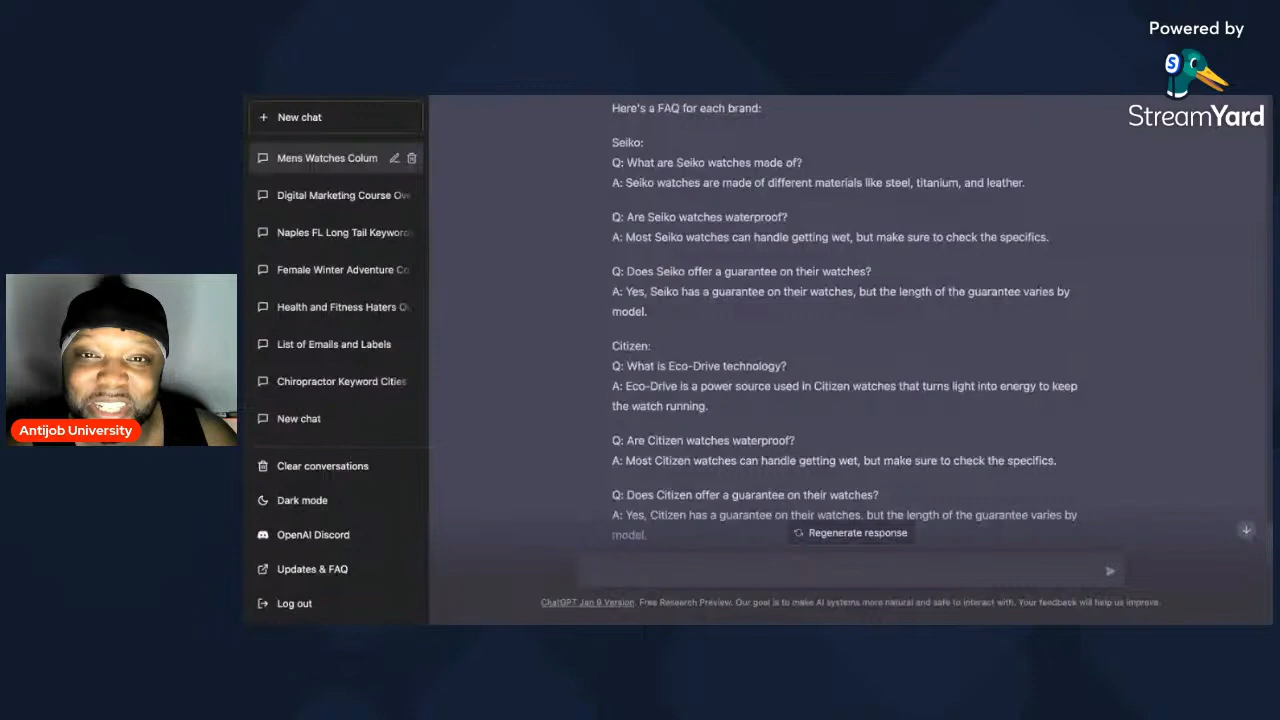 Powered by
S
StreamYard
New chat
Mens Watches Colum
Digital Marketing Course Ove
Naples FL Long Tail Keywords
Female Winter Adventure Co
Health and Fitness Haters Ov
List of Emails and Labels
Chiropractor Keyword Cities
New chat
Clear conversations
Dark mode
OpenAI Discord
Updates & FAQ
Log out
Here's a FAQ for each brand:
Seiko:
Q: What are Seiko watches made of?
A: Seiko watches are made of different materials like steel, titanium, and leather.
Q: Are Seiko watches waterproof?
A: Most Seiko watches can handle getting wet, but make sure to check the specifics.
Q: Does Seiko offer a guarantee on their watches?
A: Yes, Seiko has a guarantee on their watches, but the length of the guarantee varies by
model.
Citizen:
Q: What is Eco-Drive technology?
A: Eco-Drive is a power source used in Citizen watches that turns light into energy to keep
the watch running.
Q: Are Citizen watches waterproof?
A: Most Citizen watches can handle getting wet, but make sure to check the specifics.
Q: Does Citizen offer a guarantee on their watches?
A: Yes, Citizen has a guarantee on their watches, but the length of the guarantee varies by
model.
Regenerate response
ChatGPT Jan 9 Version. Free Research Preview. Our goal is to make AI systems more natural and safe to interact with. Your feedback will help us improve.
Antijob University